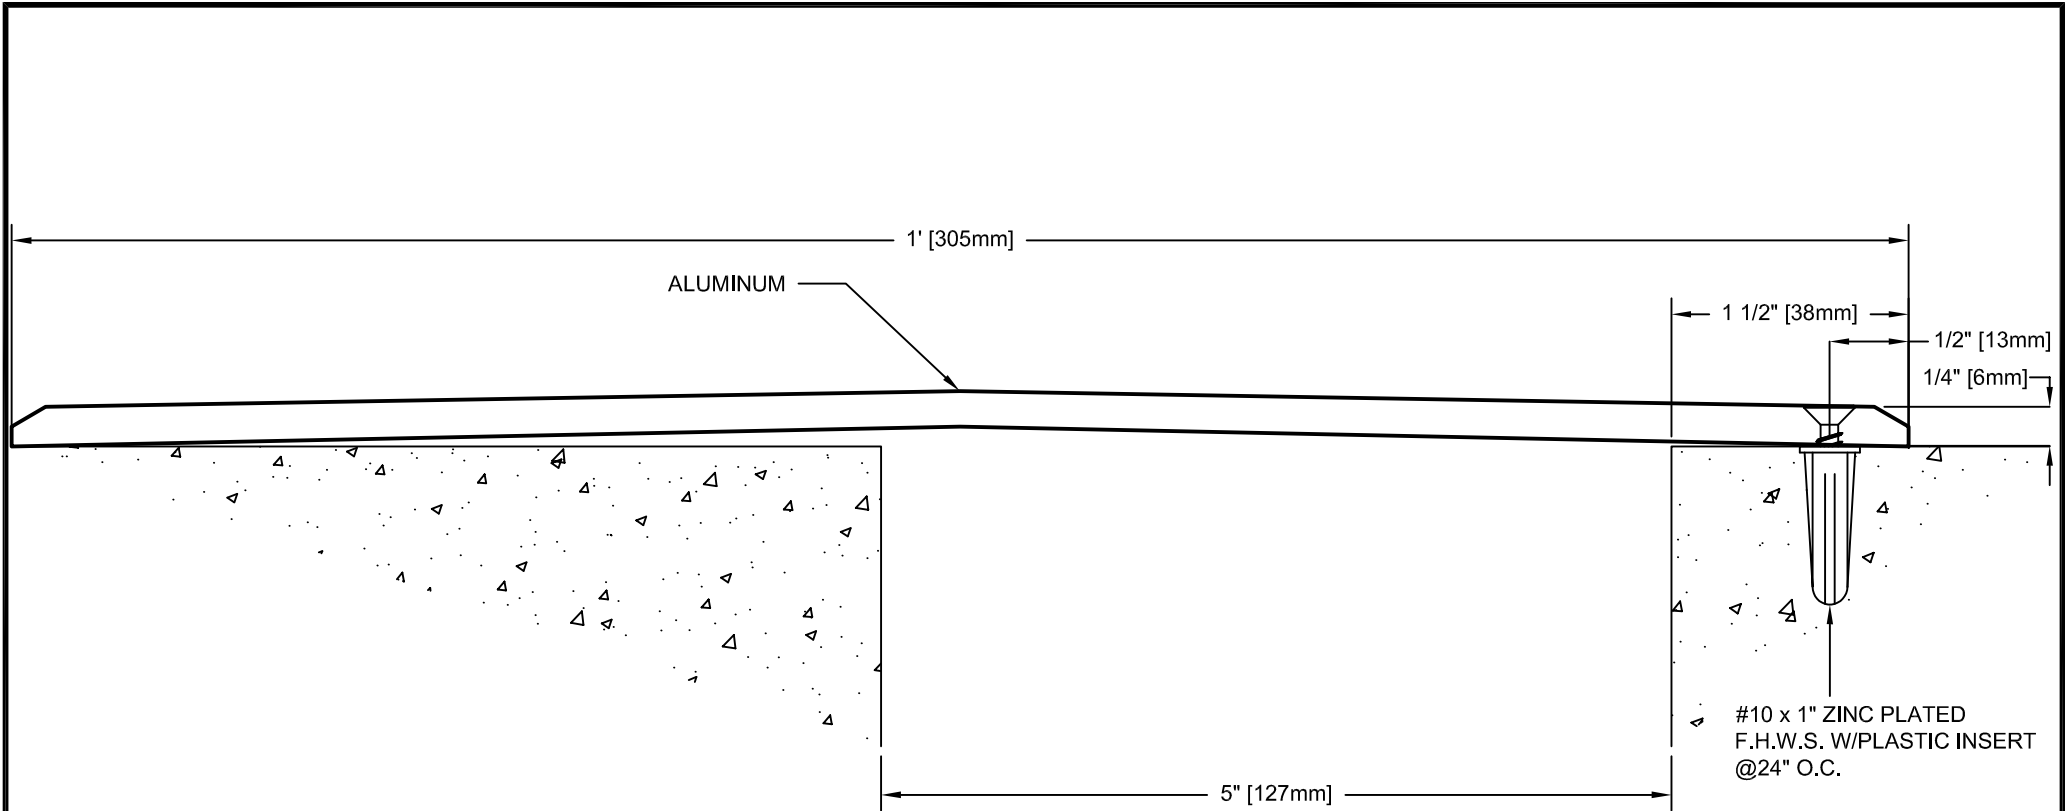 1' [305mm]
ALUMINUM
1 1/2" [38mm]
1/2" [13mm]
1/4" [6mm]
#10 x 1" ZINC PLATED
F.H.W.S. W/PLASTIC INSERT
@24" O.C.
5" [127mm]